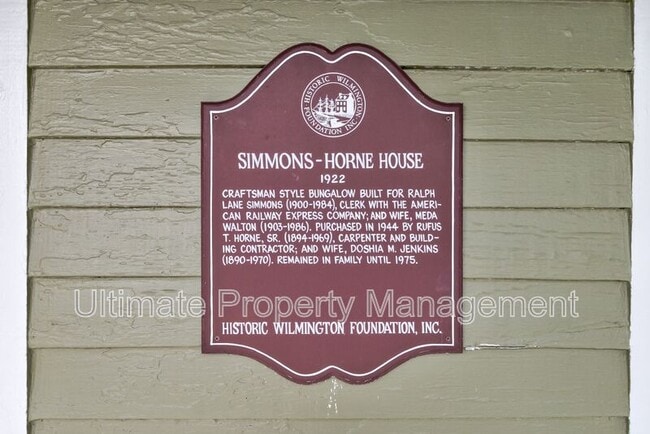 HISTORIC WILMINGTON
FOUNDATION INC.
SIMMONS-HORNE HOUSE
1922
CRAFTSMAN STYLE BUNGALOW BUILT FOR RALPH
LANE SIMMONS (1900-1984), CLERK WITH THE AMERI-
CAN RAILWAY EXPRESS COMPANY; AND WIFE, MEDA
WALTON (1903-1986). PURCHASED IN 1944 BY RUFUS
T. HORNE, SR. (1894-1969), CARPENTER AND BUILD-
ING CONTRACTOR; AND WIFE, DOSHIA M. JENKINS
(1890-1970). REMAINED IN FAMILY UNTIL 1975.
Ultimate Property Management
HISTORIC WILMINGTON FOUNDATION, INC.